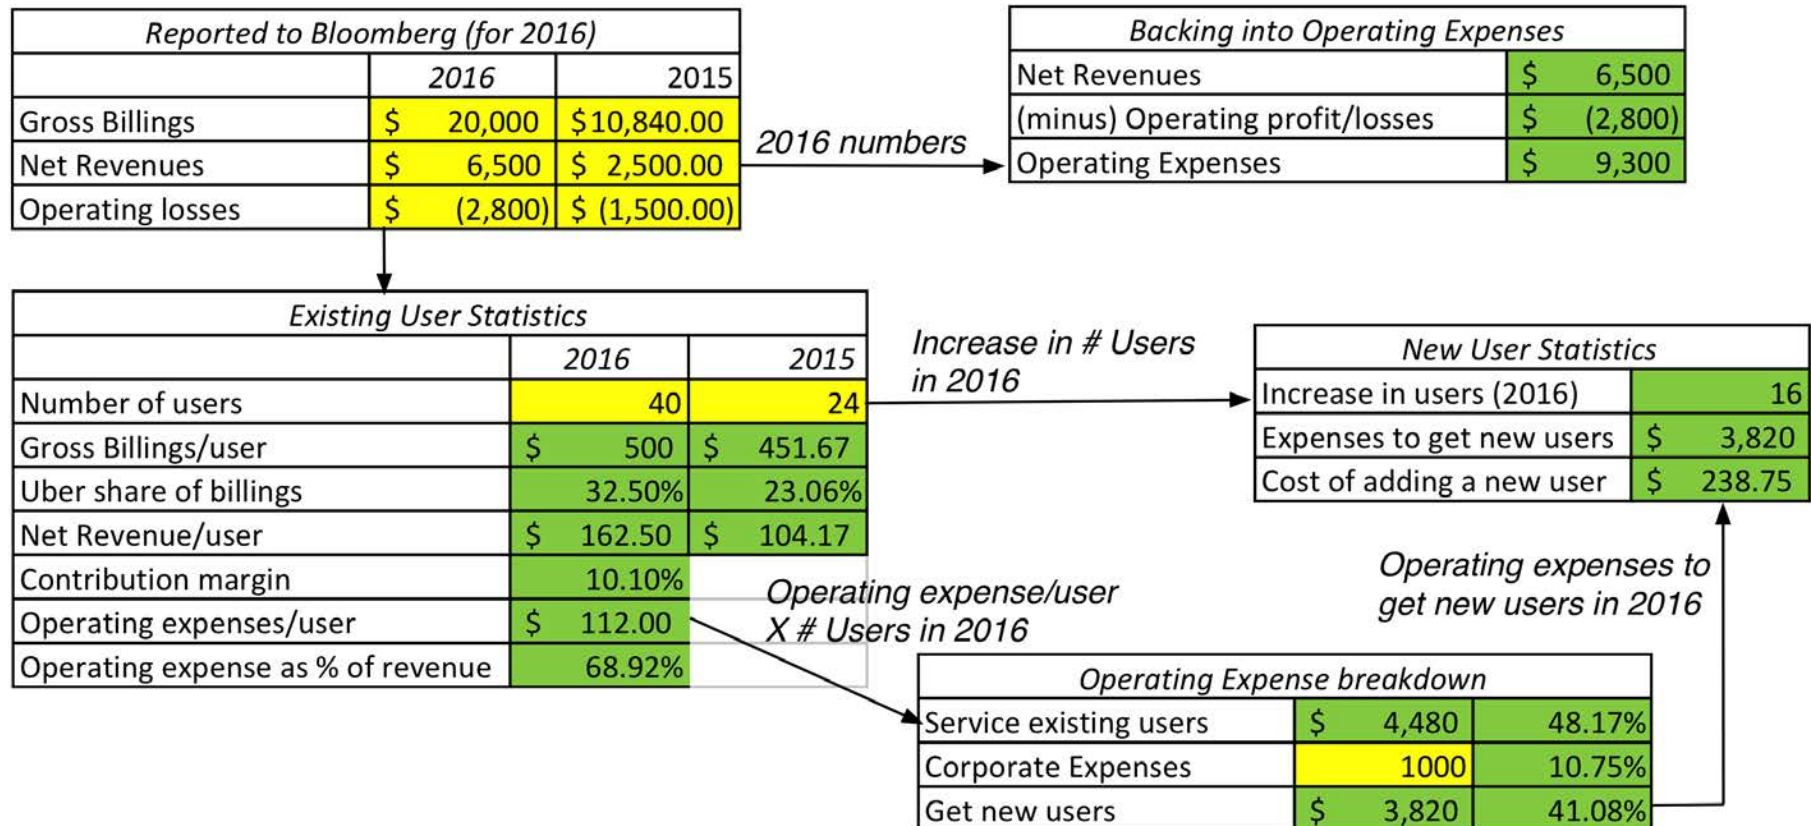 Reported to Bloomberg (for 2016)
2016 2015
Gross Billings $ 20,000 $10,840.00
Net Revenues $ 6,500 $ 2,500.00
Operating losses $ (2,800) $ (1,500.00)
2016 numbers
Backing into Operating Expenses
Net Revenues $ 6,500
(minus) Operating profit/losses $ (2,800)
Operating Expenses $ 9,300
Existing User Statistics
2016 2015
Number of users 40 24
Gross Billings/user $ 500 $ 451.67
Uber share of billings 32.50% 23.06%
Net Revenue/user $ 162.50 $ 104.17
Contribution margin 10.10%
Operating expenses/user $ 112.00
Operating expense as % of revenue 68.92%
Increase in # Users
in 2016
New User Statistics
Increase in users (2016) 16
Expenses to get new users $ 3,820
Cost of adding a new user $ 238.75
Operating expense/user
X # Users in 2016
Operating expenses to
get new users in 2016
Operating Expense breakdown
Service existing users $ 4,480 48.17%
Corporate Expenses 1000 10.75%
Get new users $ 3,820 41.08%